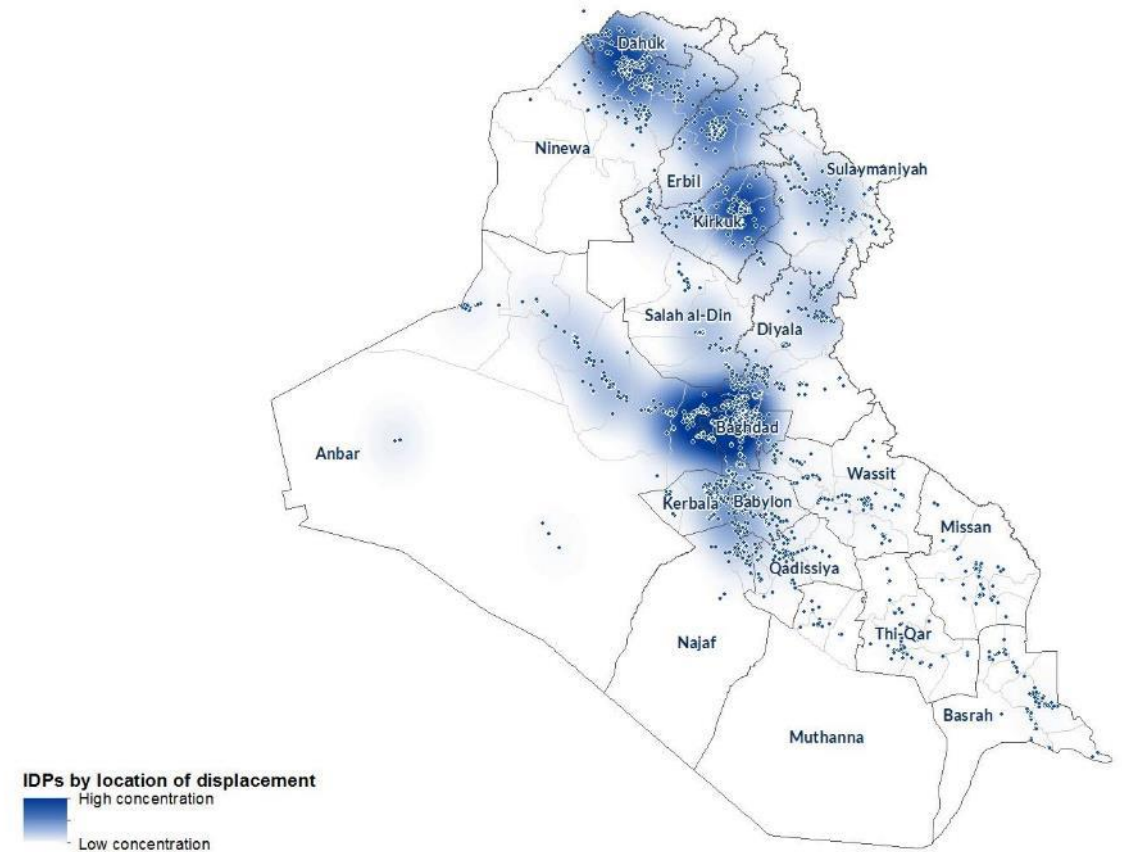 Dahuk
Ninewa
Sulaymaniyah
Erbil
Kirkuk
Salah al-Din
Diyala
Baghdad
Anbar
Wassit
Kerbala
Babylon
Missan
Qadissiya
Thi-Qar
Najaf
Basrah
Muthanna
IDPs by location of displacement
High concentration
Low concentration